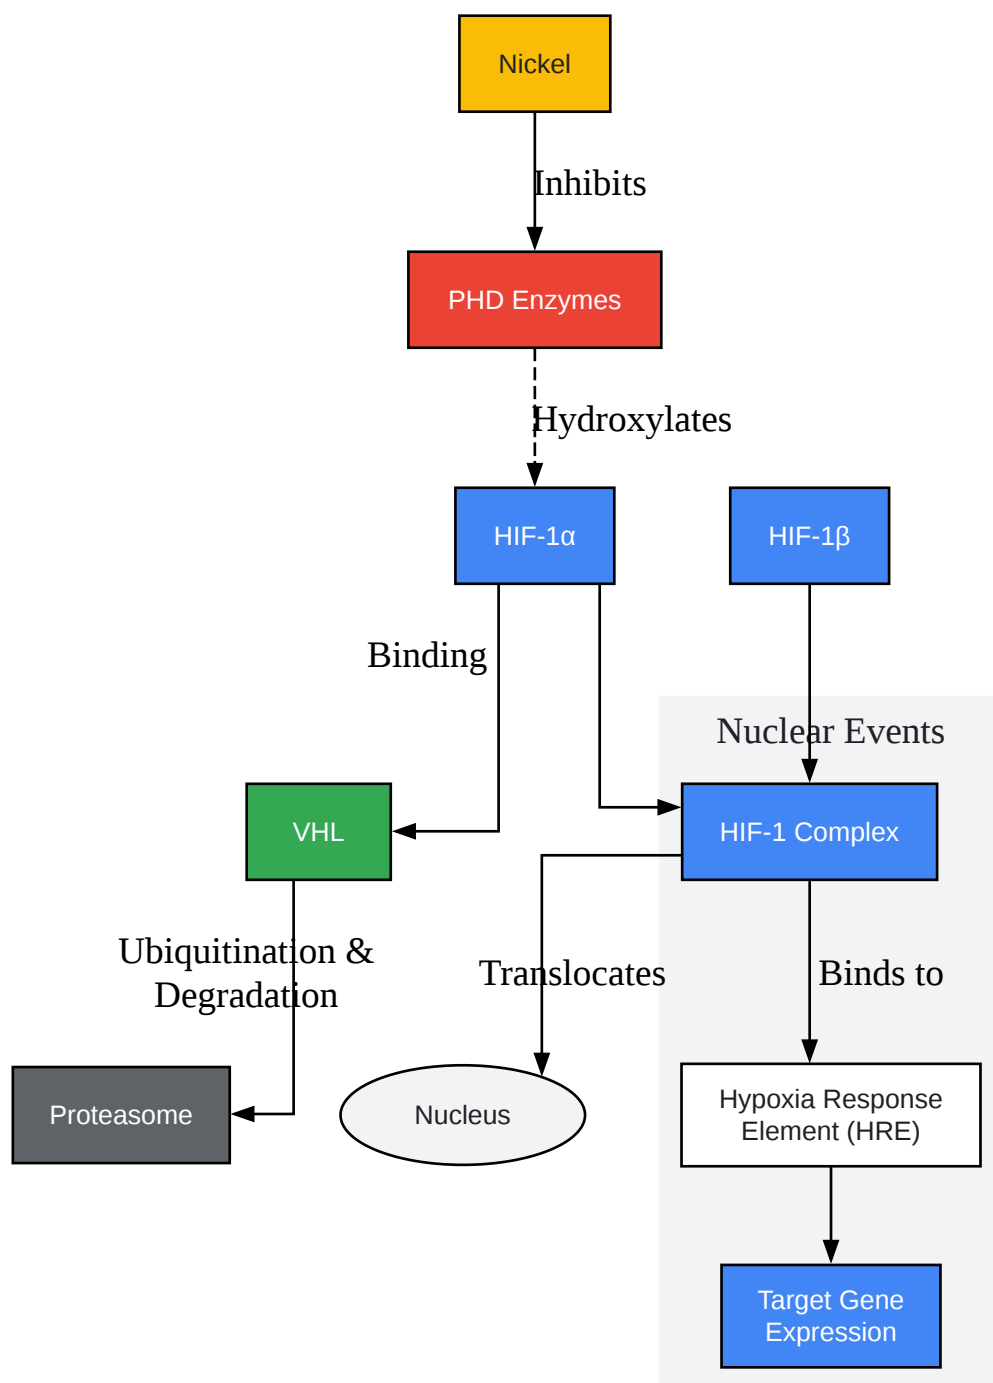 Nickel
Inhibits
PHD Enzymes
Hydroxylates
HIF-1α
HIF-1β
Binding
Nuclear Events
VHL
HIF-1 Complex
Ubiquitination &
Degradation
Translocates
Binds to
Proteasome
Nucleus
Hypoxia Response
Element (HRE)
Target Gene
Expression